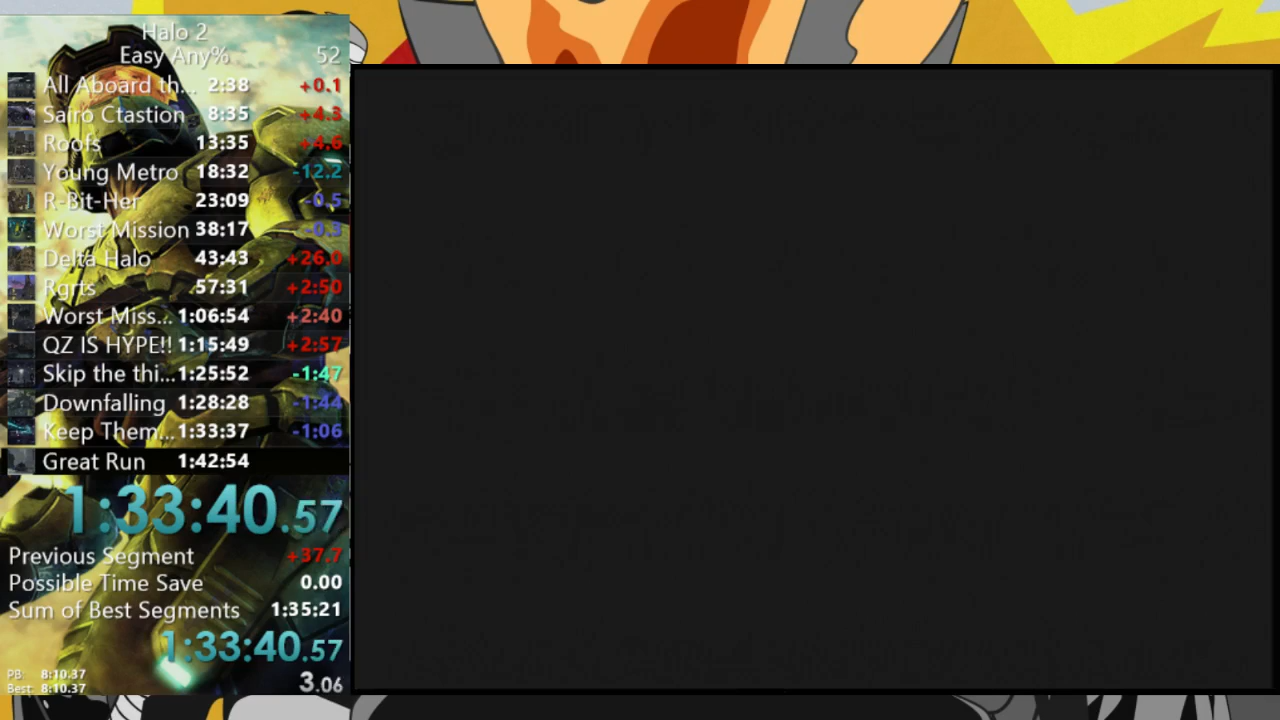 Halo 2
Easy Any% 52
All Aboard th... 2:38 +0.1
Sairo Ctastion 8:35 +4.3
Roofs 13:35 +4.6
Young Metro 18:32 -12.2
R-Bit-Her 23:09 -0.5
Worst Mission 38:17 -0.3
Delta Halo 43:43 +26.0
Rgrts 57:31 +2:50
Worst Miss... 1:06:54 +2:40
QZ IS HYPE!! 1:15:49 +2:57
Skip the thi... 1:25:52 -1:47
Downfalling 1:28:28 -1:44
Keep Them... 1:33:37 -1:06
Great Run 1:42:54
1:33:40.57
Previous Segment +37.7
Possible Time Save 0.00
Sum of Best Segments 1:35:21
1:33:40.57
PB: 8:10.37
Best: 8:10.37
3.06